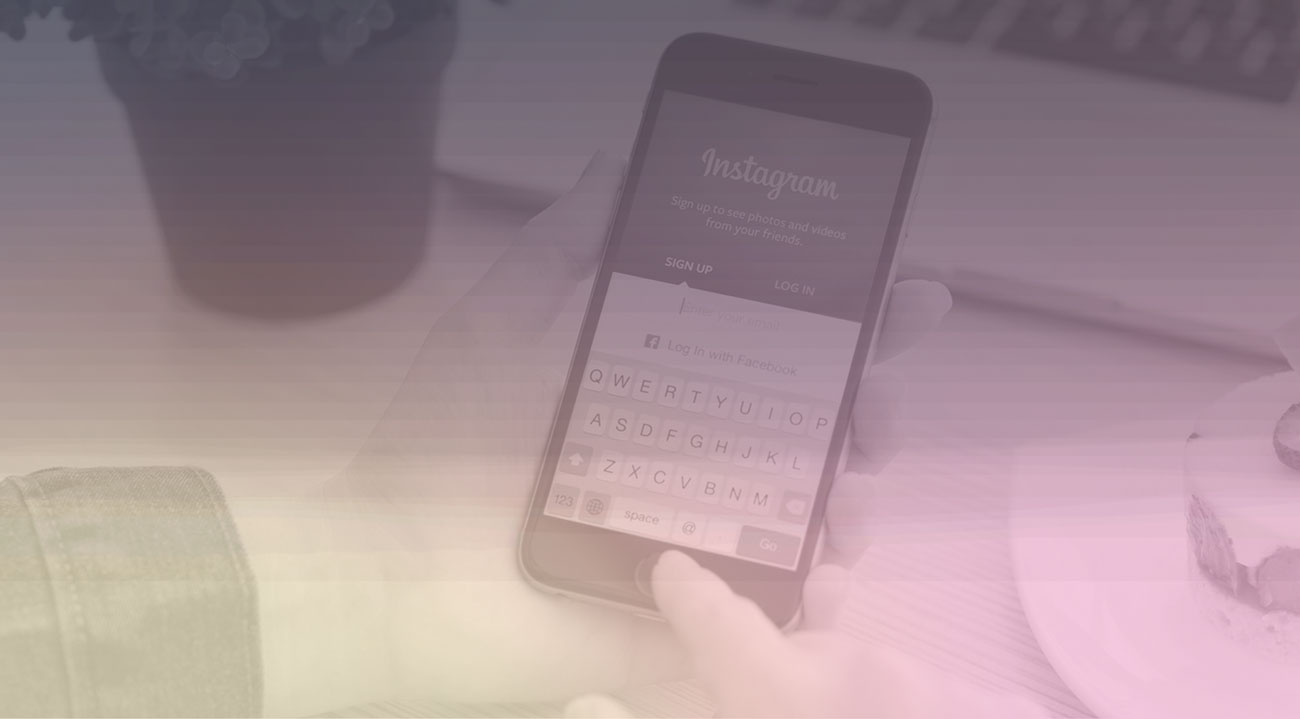 Instagram
Sign up to see photos and videos
from your friends.
SIGN UP
LOG IN
Enter your email
Log In with Facebook
Q W E R T Y U I O P
A S D F G H J K L
Z X C V B N M
123 space @ . Go